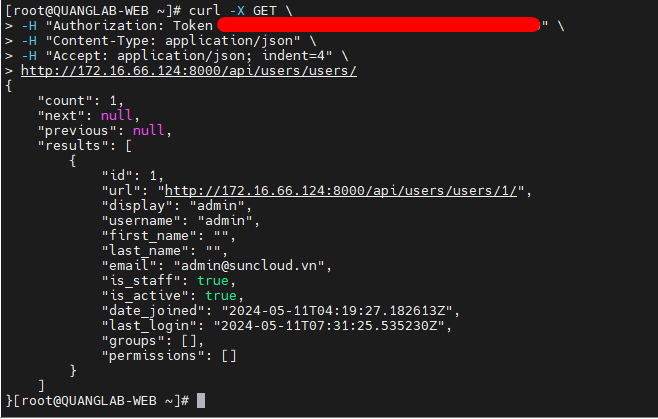 [root@QUANGLAB-WEB ~]# curl -X GET \
> -H "Authorization: Token " \
> -H "Content-Type: application/json" \
> -H "Accept: application/json; indent=4" \
> http://172.16.66.124:8000/api/users/users/
{
    "count": 1,
    "next": null,
    "previous": null,
    "results": [
        {
            "id": 1,
            "url": "http://172.16.66.124:8000/api/users/users/1/",
            "display": "admin",
            "username": "admin",
            "first_name": "",
            "last_name": "",
            "email": "admin@suncloud.vn",
            "is_staff": true,
            "is_active": true,
            "date_joined": "2024-05-11T04:19:27.182613Z",
            "last_login": "2024-05-11T07:31:25.535230Z",
            "groups": [],
            "permissions": []
        }
    ]
}[root@QUANGLAB-WEB ~]#